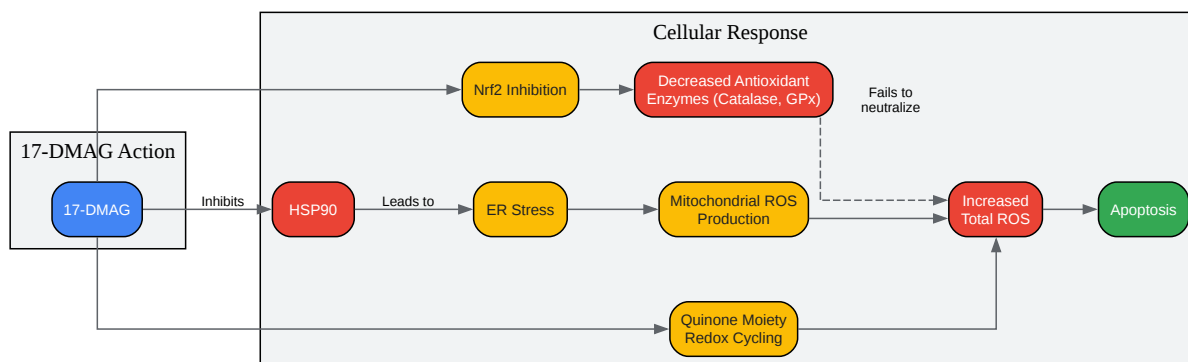 Cellular Response
Nrf2 Inhibition
Decreased Antioxidant
Enzymes (Catalase, GPx)
Fails to
neutralize
17-DMAG Action
17-DMAG
Inhibits
HSP90
Leads to
ER Stress
Mitochondrial ROS
Production
Increased
Total ROS
Apoptosis
Quinone Moiety
Redox Cycling